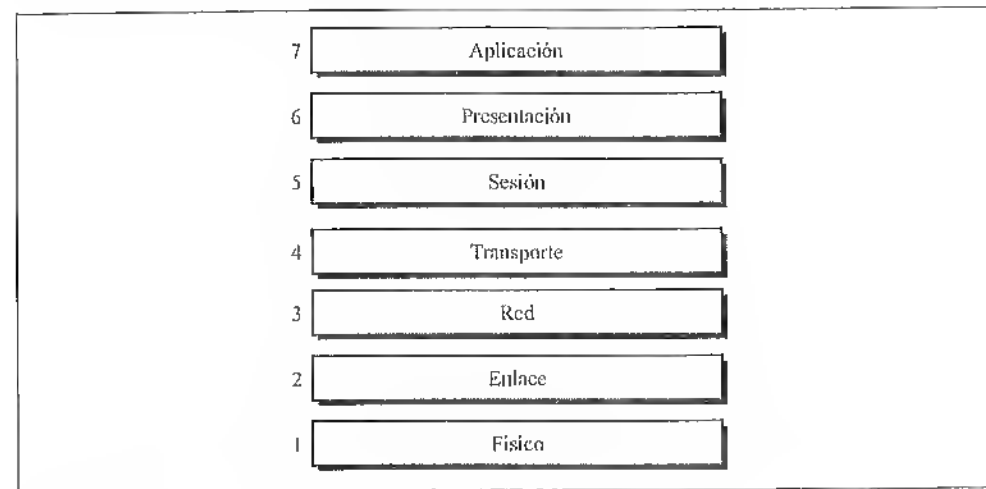 7 Aplicación
6 Presentación
5 Sesión
4 Transporte
3 Red
2 Enlace
1 Físico